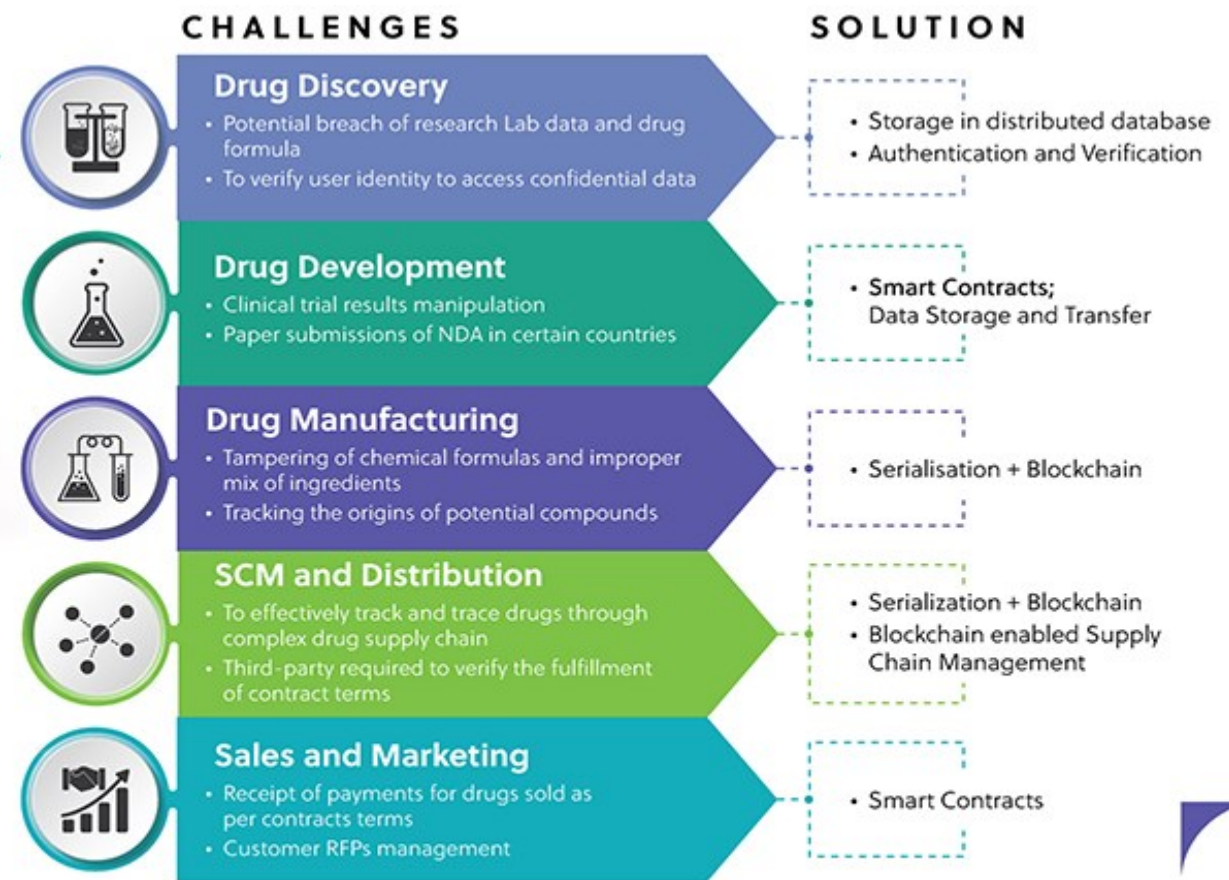 CHALLENGES
SOLUTION
Drug Discovery
• Potential breach of research Lab data and drug
formula
• To verify user identity to access confidential data
• Storage in distributed database
• Authentication and Verification
Drug Development
• Clinical trial results manipulation
• Paper submissions of NDA in certain countries
• Smart Contracts;
Data Storage and Transfer
Drug Manufacturing
• Tampering of chemical formulas and improper
mix of ingredients
• Tracking the origins of potential compounds
• Serialisation + Blockchain
SCM and Distribution
• To effectively track and trace drugs through
complex drug supply chain
• Third-party required to verify the fulfillment
of contract terms
• Serialization + Blockchain
• Blockchain enabled Supply
Chain Management
Sales and Marketing
• Receipt of payments for drugs sold as
per contracts terms
• Customer RFPs management
• Smart Contracts